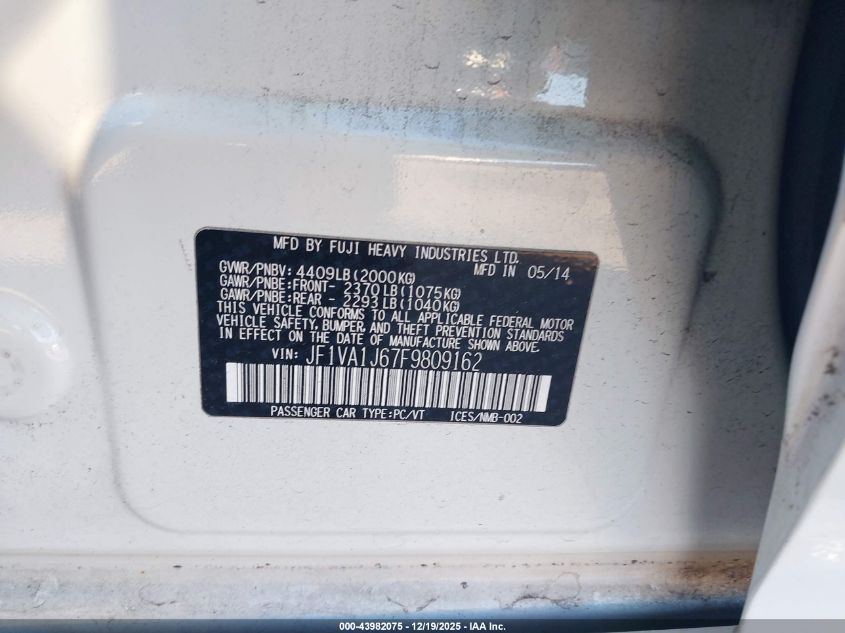 MFD BY FUJI HEAVY INDUSTRIES LTD.
GVWR/PNBV: 4409LB(2000KG) MFD IN 05/14
GAWR/PNBE:FRONT- 2370LB(1075KG)
GAWR/PNBE:REAR - 2293LB(1040KG)
THIS VEHICLE CONFORMS TO ALL APPLICABLE FEDERAL MOTOR
VEHICLE SAFETY, BUMPER, AND THEFT PREVENTION STANDARDS
IN EFFECT ON THE DATE OF MANUFACTURE SHOWN ABOVE.
VIN: JF1VA1J67F9809162
PASSENGER CAR TYPE:PC/VT ICES/NMB-002
000-43982075 - 12/19/2025 - IAA Inc.